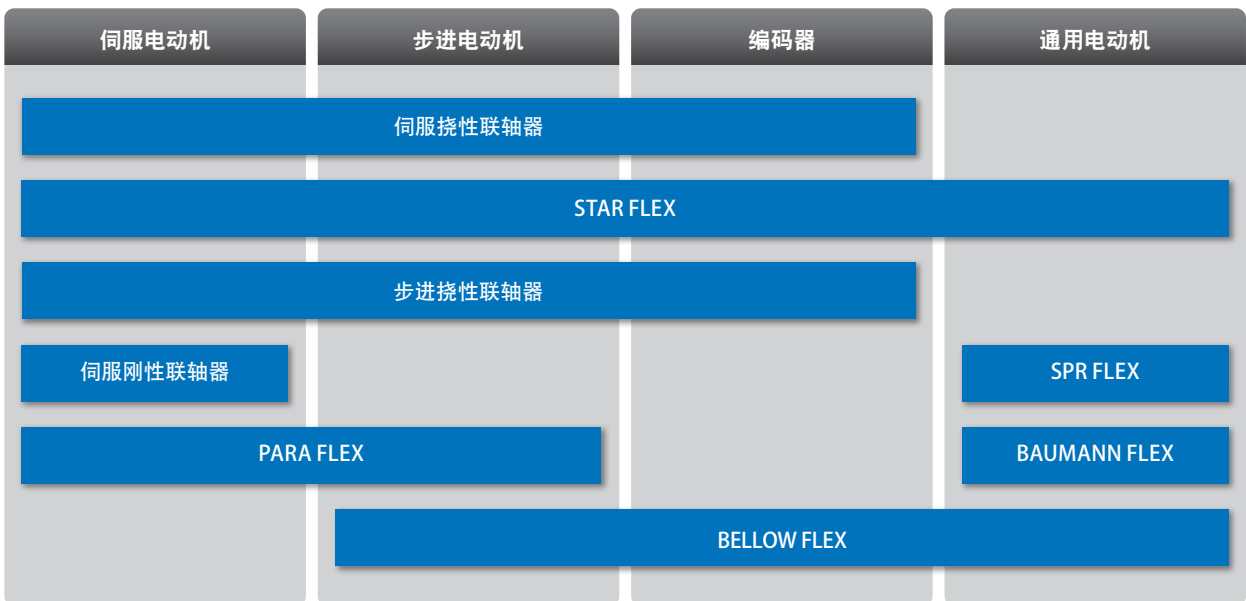 伺服电动机
步进电动机
编码器
通用电动机
伺服挠性联轴器
STAR FLEX
步进挠性联轴器
伺服刚性联轴器
SPR FLEX
PARA FLEX
BAUMANN FLEX
BELLOW FLEX